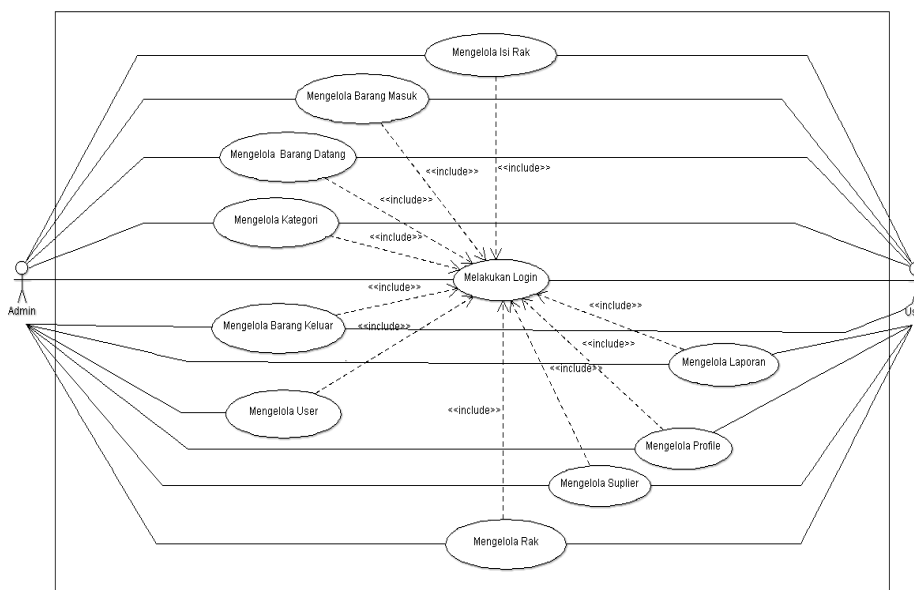 Mengelola Isi Rak
Mengelola Barang Masuk
Mengelola Barang Datang
<<include>>
<<include>>
<<include>>
Mengelola Kategori
<<include>>
Melakukan Login
Admin
Us
<<include>>
<<include>>
Mengelola Barang Keluar
<<include>>
<<include>>
Mengelola Laporan
<<include>>
Mengelola User
<<include>>
Mengelola Profile
Mengelola Suplier
Mengelola Rak